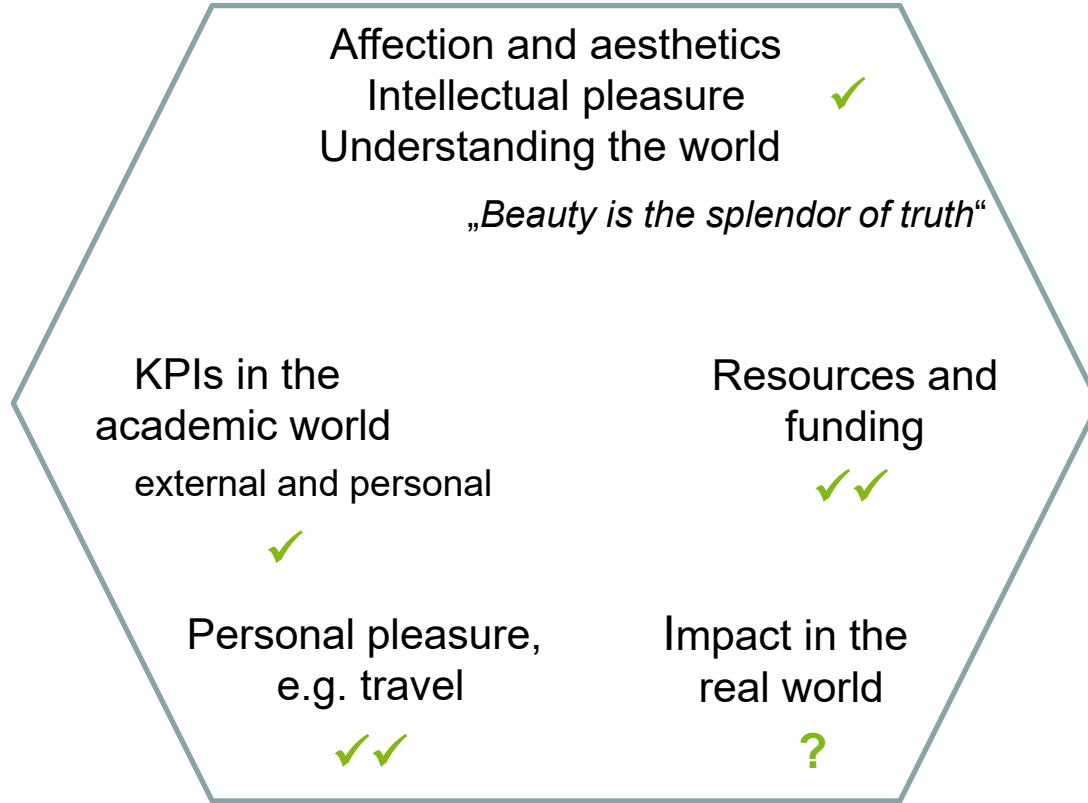 Affection and aesthetics
Intellectual pleasure ✓
Understanding the world
„Beauty is the splendor of truth“
KPIs in the
academic world
external and personal
✓
Resources and
funding
✓✓
Personal pleasure,
e.g. travel
✓✓
Impact in the
real world
?